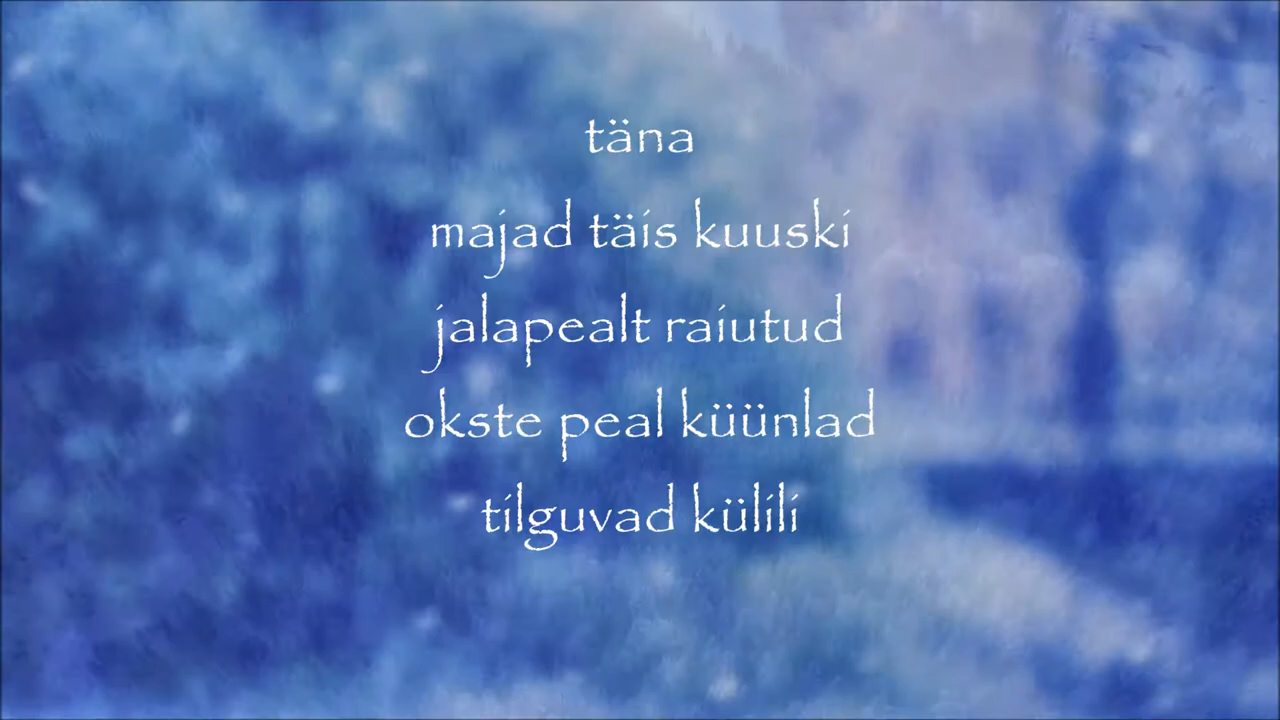 täna
majad täis kuuski
jalapealt raiutud
okste peal küünlad
tilguvad külili